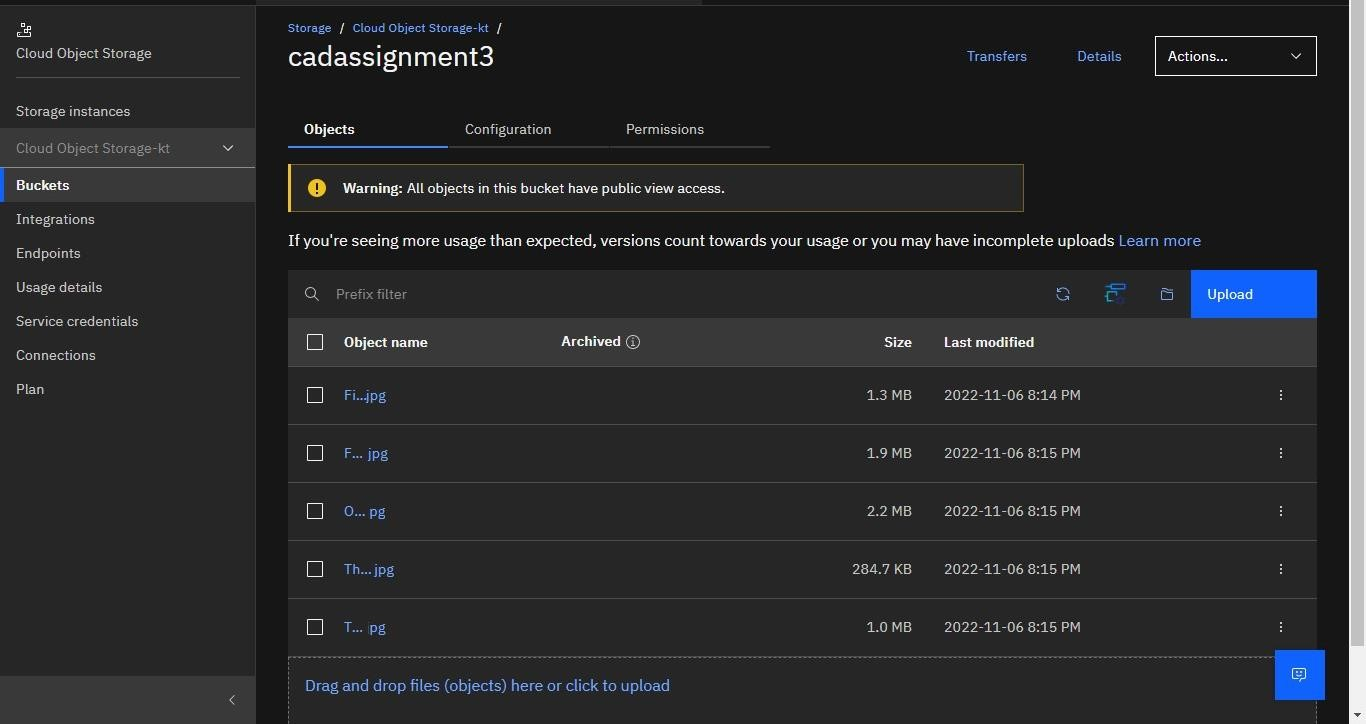 Cloud Object Storage
Storage instances
Cloud Object Storage-kt
Buckets
Integrations
Endpoints
Usage details
Service credentials
Connections
Plan
Storage / Cloud Object Storage-kt /
cadassignment3
Transfers Details Actions...
Objects Configuration Permissions
Warning: All objects in this bucket have public view access.
If you're seeing more usage than expected, versions count towards your usage or you may have incomplete uploads Learn more
Prefix filter Upload
Object name Archived Size Last modified
Fi...jpg 1.3 MB 2022-11-06 8:14 PM
F... jpg 1.9 MB 2022-11-06 8:15 PM
O... pg 2.2 MB 2022-11-06 8:15 PM
Th... jpg 284.7 KB 2022-11-06 8:15 PM
T... pg 1.0 MB 2022-11-06 8:15 PM
Drag and drop files (objects) here or click to upload